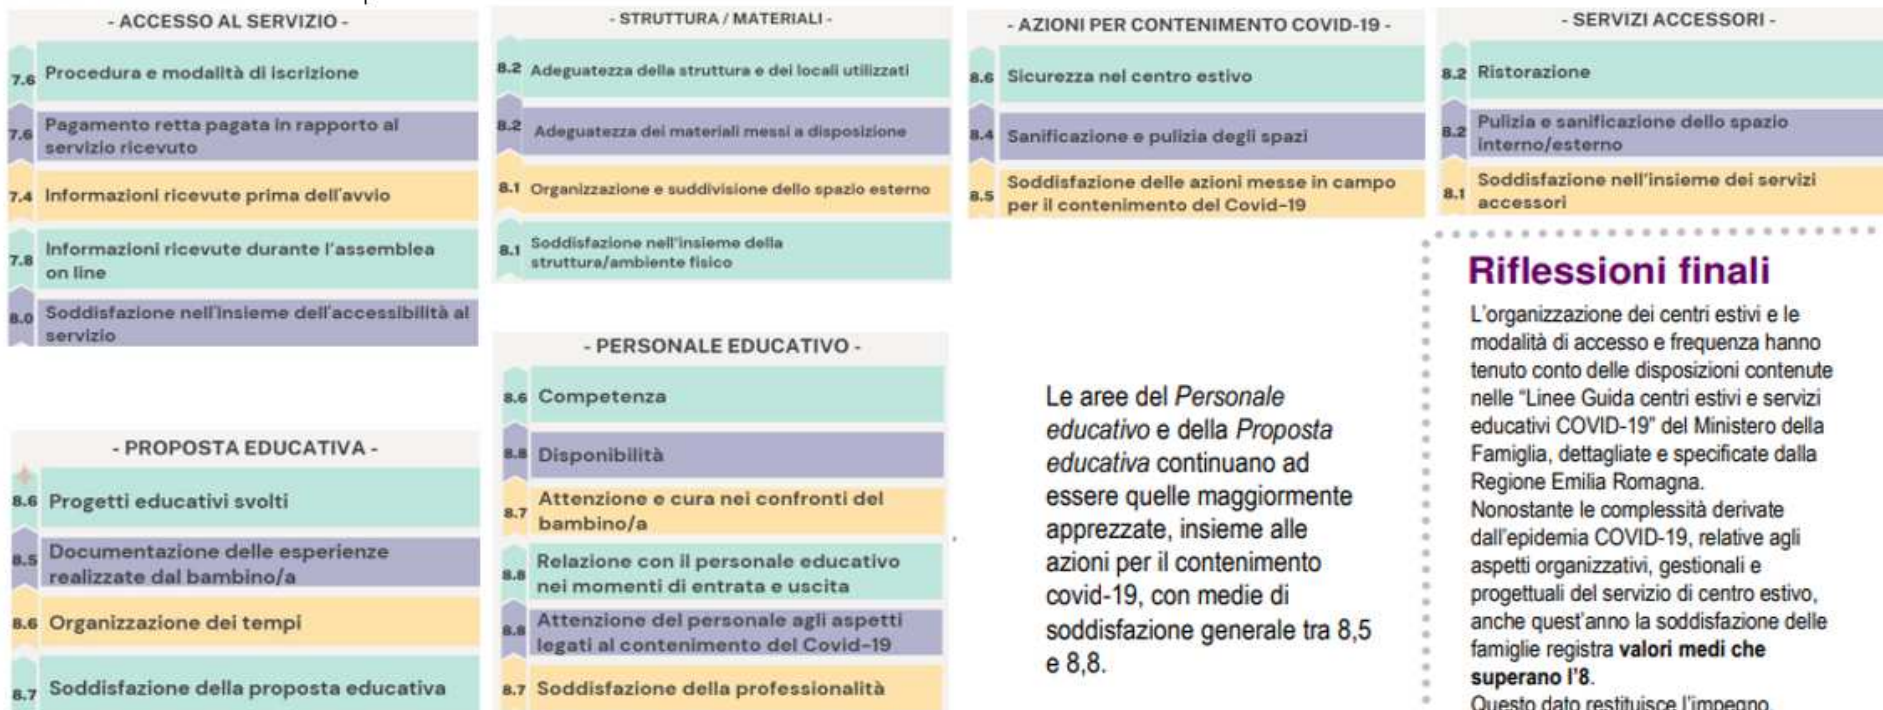 - ACCESSO AL SERVIZIO -
7.6 Procedura e modalità di iscrizione
7.6 Pagamento retta pagata in rapporto al
servizio ricevuto
7.4 Informazioni ricevute prima dell'avvio
7.8 Informazioni ricevute durante l'assemblea
on line
8.0 Soddisfazione nell'insieme dell'accessibilità al
servizio
- PROPOSTA EDUCATIVA -
8.6 Progetti educativi svolti
8.5 Documentazione delle esperienze
realizzate dal bambino/a
8.6 Organizzazione dei tempi
8.7 Soddisfazione della proposta educativa
- STRUTTURA / MATERIALI -
8.2 Adeguatezza della struttura e dei locali utilizzati
8.2 Adeguatezza dei materiali messi a disposizione
8.1 Organizzazione e suddivisione dello spazio esterno
8.1 Soddisfazione nell'insieme della
struttura/ambiente fisico
- PERSONALE EDUCATIVO -
8.6 Competenza
8.8 Disponibilità
8.7 Attenzione e cura nei confronti del
bambino/a
8.8 Relazione con il personale educativo
nei momenti di entrata e uscita
8.8 Attenzione del personale agli aspetti
legati al contenimento del Covid-19
8.7 Soddisfazione della professionalità
- AZIONI PER CONTENIMENTO COVID-19 -
8.6 Sicurezza nel centro estivo
8.4 Sanificazione e pulizia degli spazi
8.5 Soddisfazione delle azioni messe in campo
per il contenimento del Covid-19
Le aree del Personale
educativo e della Proposta
educativa continuano ad
essere quelle maggiormente
apprezzate, insieme alle
azioni per il contenimento
covid-19, con medie di
soddisfazione generale tra 8,5
e 8,8.
- SERVIZI ACCESSORI -
8.2 Ristorazione
8.2 Pulizia e sanificazione dello spazio
interno/esterno
8.1 Soddisfazione nell'insieme dei servizi
accessori
Riflessioni finali
L'organizzazione dei centri estivi e le
modalità di accesso e frequenza hanno
tenuto conto delle disposizioni contenute
nelle "Linee Guida centri estivi e servizi
educativi COVID-19" del Ministero della
Famiglia, dettagliate e specificate dalla
Regione Emilia Romagna.
Nonostante le complessità derivate
dall'epidemia COVID-19, relative agli
aspetti organizzativi, gestionali e
progettuali del servizio di centro estivo,
anche quest'anno la soddisfazione delle
famiglie registra valori medi che
superano l'8.
Questo dato restituisce l'impegno,